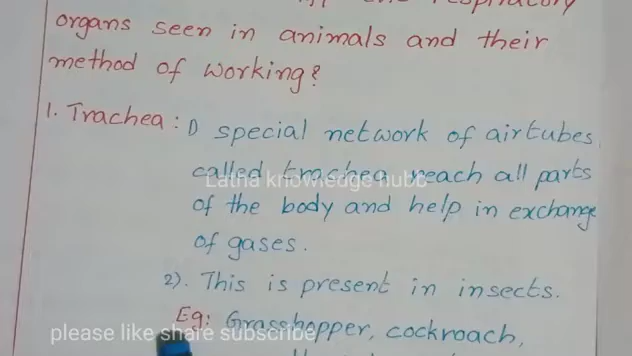 respiratory
organs seen in animals and their
method of working?
1. Trachea: 1) special network of airtubes
called trachea reach all parts
Latha knowledge hubb
of the body and help in exchange
of gases.
2). This is present in insects.
Eg: Grasshopper, cockroach,
please like share subscribe